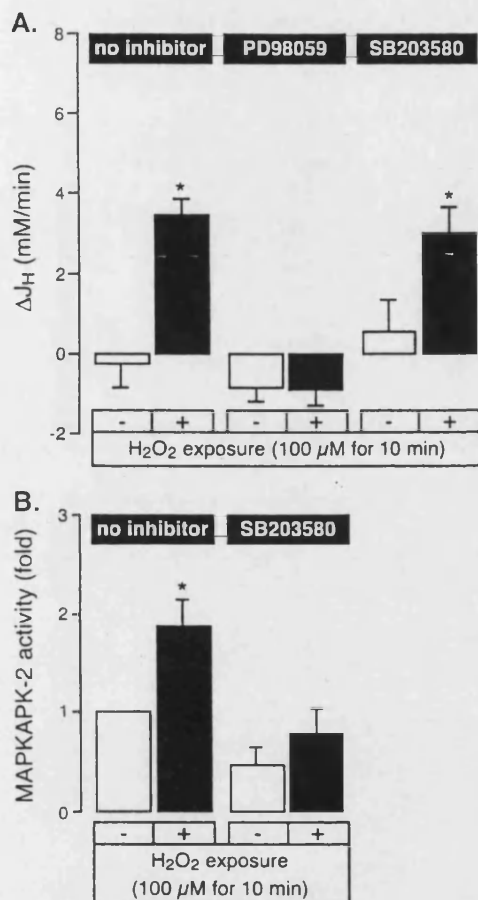 A.
no inhibitor PD98059 SB203580
8
6
4
2
0
-2
ΔJH (mM/min)
* *
- + - + - +
H2O2 exposure (100 μM for 10 min)
B.
no inhibitor SB203580
3
2
1
0
MAPKAPK-2 activity (fold)
*
- + - +
H2O2 exposure
(100 μM for 10 min)